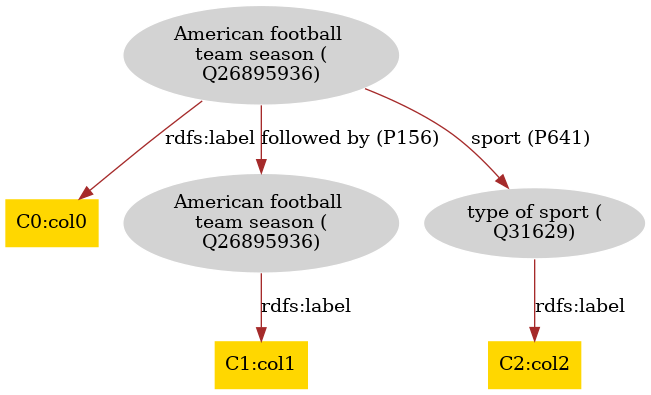 American football
team season (
Q26895936)
rdfs:label
followed by (P156)
sport (P641)
C0:col0
American football
team season (
Q26895936)
type of sport (
Q31629)
rdfs:label
rdfs:label
C1:col1
C2:col2